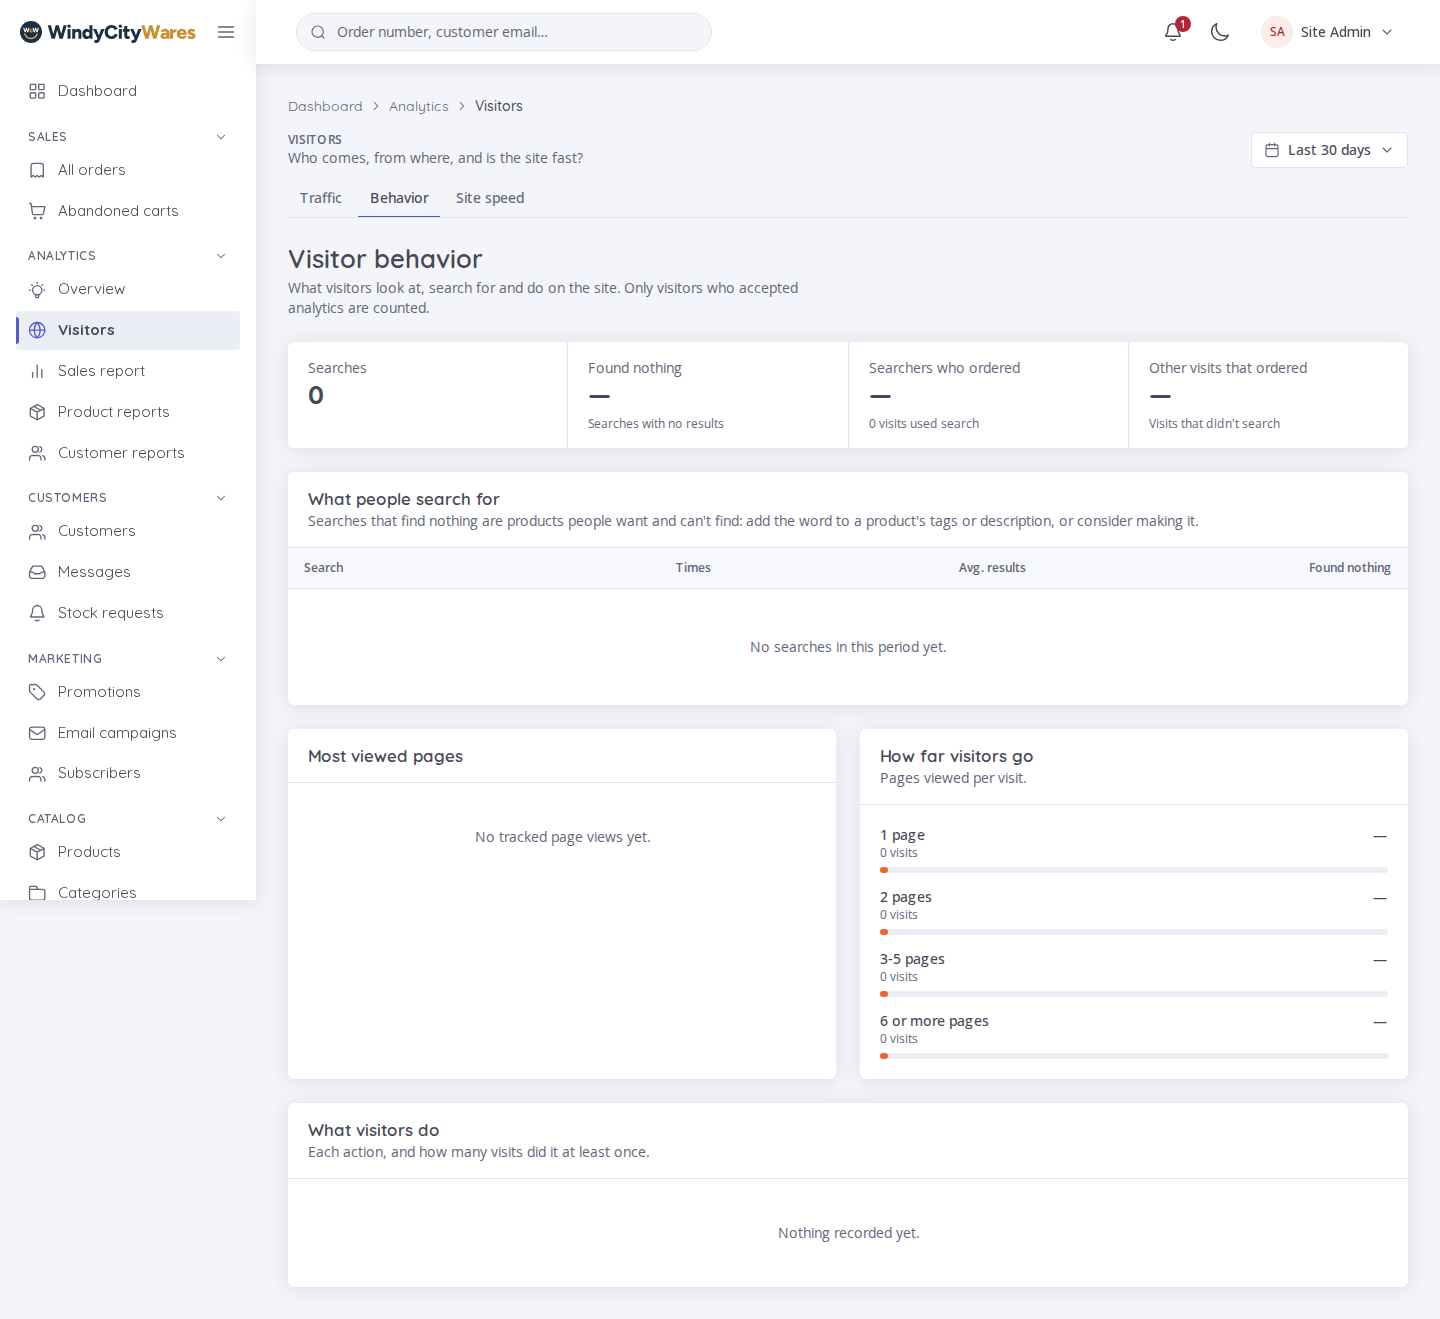 WCW WindyCityWares
Order number, customer email...
1
SA
Site Admin
Dashboard
SALES
All orders
Abandoned carts
ANALYTICS
Overview
Visitors
Sales report
Product reports
Customer reports
CUSTOMERS
Customers
Messages
Stock requests
MARKETING
Promotions
Email campaigns
Subscribers
CATALOG
Products
Categories
Dashboard > Analytics > Visitors
VISITORS
Who comes, from where, and is the site fast?
Last 30 days
Traffic
Behavior
Site speed
Visitor behavior
What visitors look at, search for and do on the site. Only visitors who accepted
analytics are counted.
Searches
0
Found nothing
—
Searches with no results
Searchers who ordered
—
0 visits used search
Other visits that ordered
—
Visits that didn't search
What people search for
Searches that find nothing are products people want and can't find: add the word to a product's tags or description, or consider making it.
Search Times Avg. results Found nothing
No searches in this period yet.
Most viewed pages
No tracked page views yet.
How far visitors go
Pages viewed per visit.
1 page —
0 visits
2 pages —
0 visits
3-5 pages —
0 visits
6 or more pages —
0 visits
What visitors do
Each action, and how many visits did it at least once.
Nothing recorded yet.